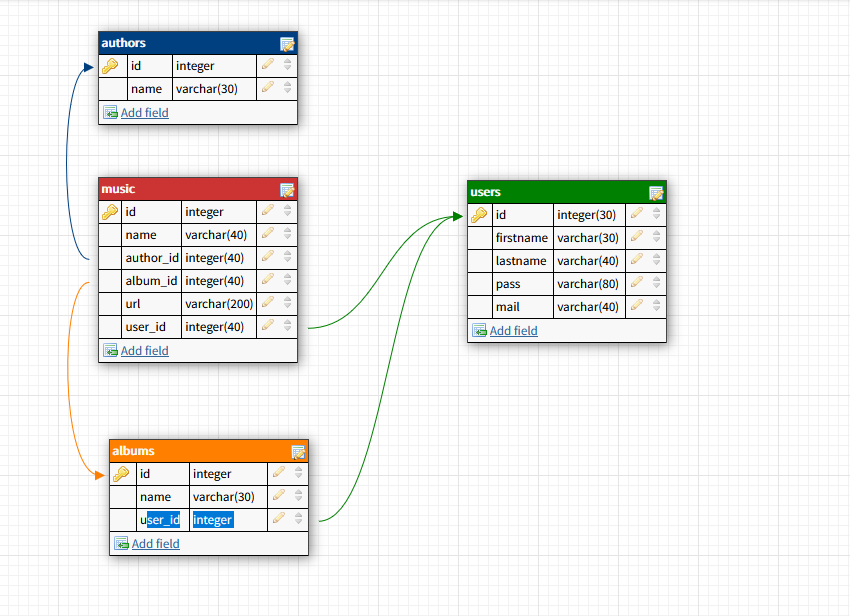 authors
id integer
name varchar(30)
Add field
music
id integer
name varchar(40)
author_id integer(40)
album_id integer(40)
url varchar(200)
user_id integer(40)
Add field
users
id integer(30)
firstname varchar(30)
lastname varchar(40)
pass varchar(80)
mail varchar(40)
Add field
albums
id integer
name varchar(30)
user_id integer
Add field